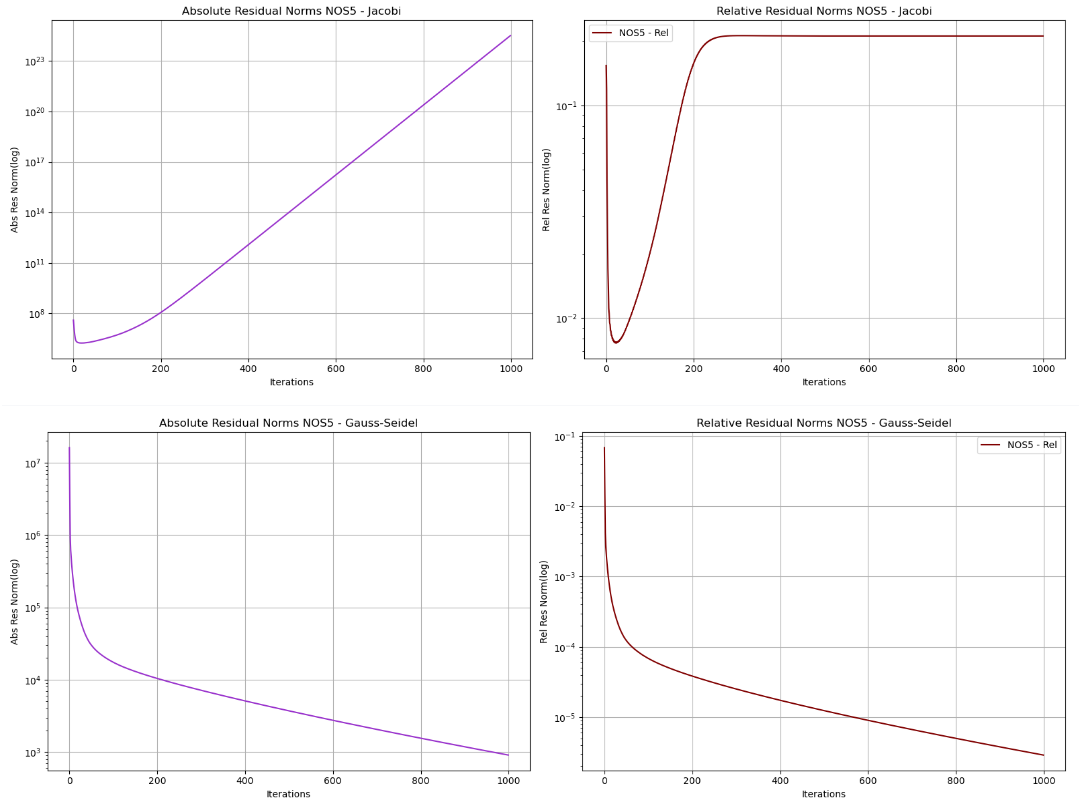 Absolute Residual Norms NOS5 - Jacobi
Abs Res Norm(log)
10^23
10^20
10^17
10^14
10^11
10^8
0 200 400 600 800 1000
Iterations
Relative Residual Norms NOS5 - Jacobi
NOS5 - Rel
Rel Res Norm(log)
10^-1
10^-2
0 200 400 600 800 1000
Iterations
Absolute Residual Norms NOS5 - Gauss-Seidel
Abs Res Norm(log)
10^7
10^6
10^5
10^4
10^3
0 200 400 600 800 1000
Iterations
Relative Residual Norms NOS5 - Gauss-Seidel
NOS5 - Rel
Rel Res Norm(log)
10^-1
10^-2
10^-3
10^-4
10^-5
0 200 400 600 800 1000
Iterations